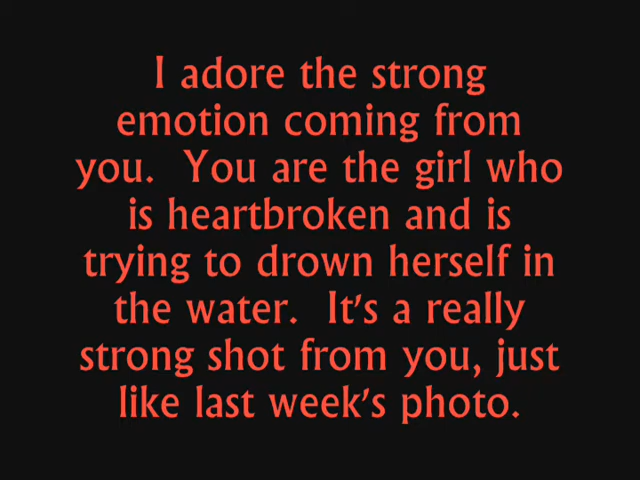 I adore the strong
emotion coming from
you.  You are the girl who
is heartbroken and is
trying to drown herself in
the water.  It's a really
strong shot from you, just
like last week's photo.